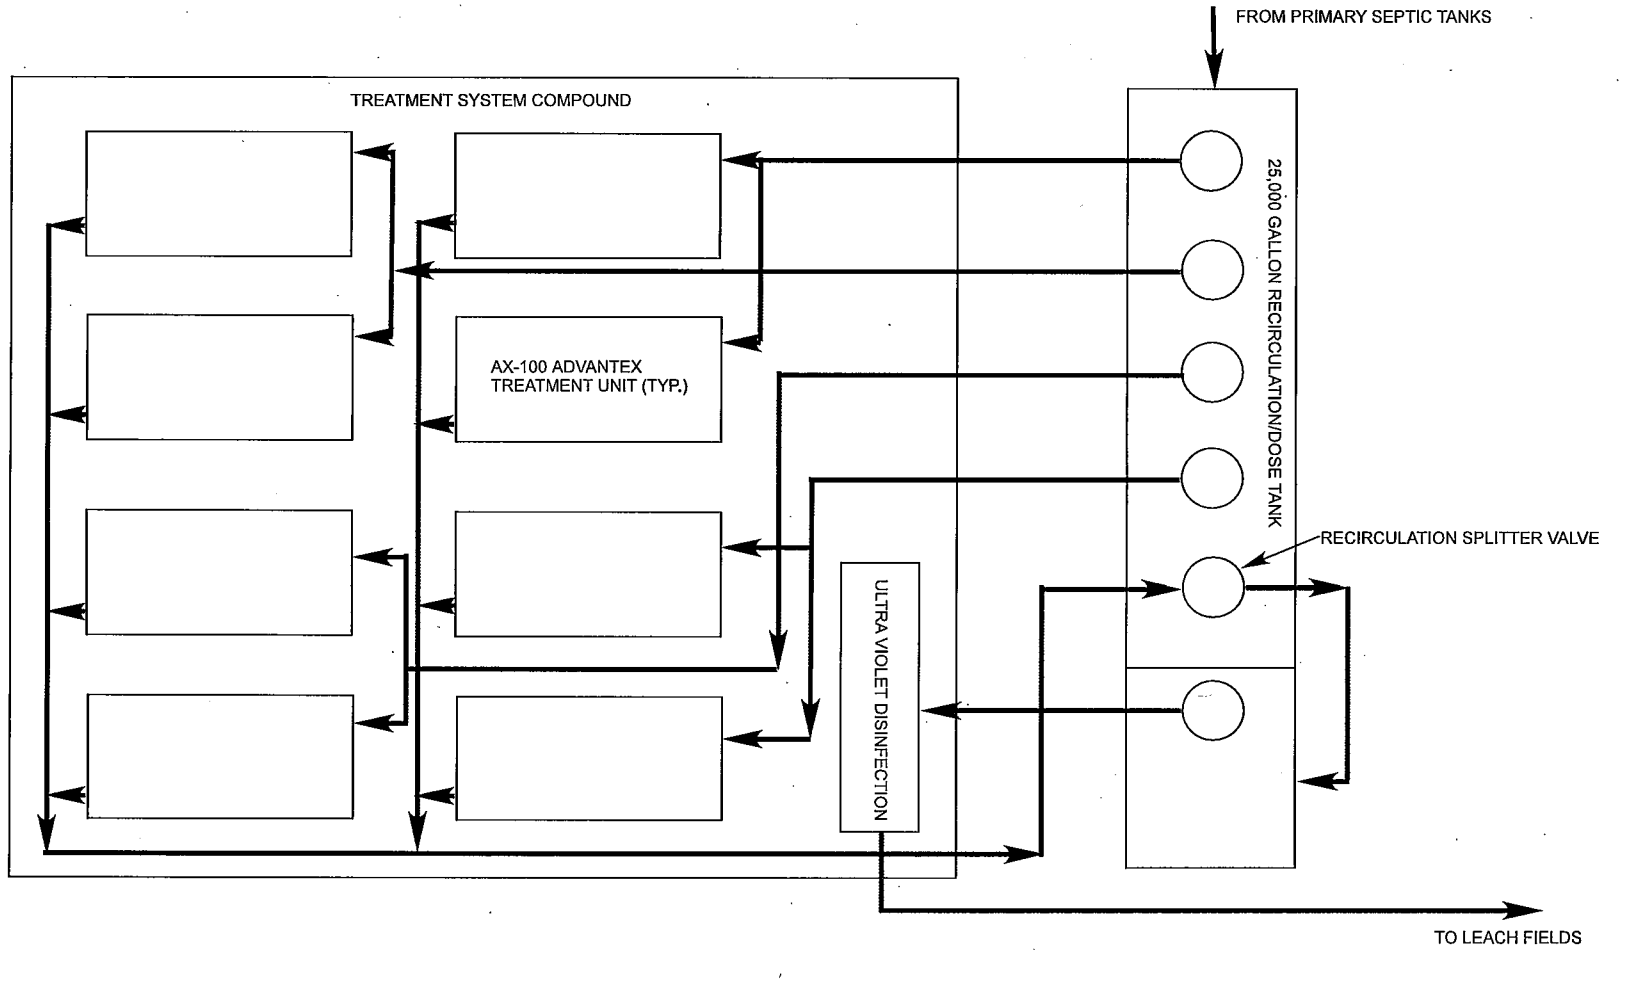 FROM PRIMARY SEPTIC TANKS
TREATMENT SYSTEM COMPOUND
25,000 GALLON RECIRCULATION/DOSE TANK
AX-100 ADVANTEX
TREATMENT UNIT (TYP.)
RECIRCULATION SPLITTER VALVE
ULTRA VIOLET DISINFECTION
TO LEACH FIELDS